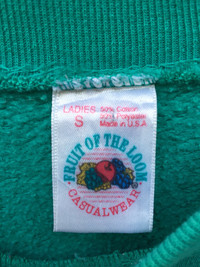 LADIES
S
50% Cotton
50% Polyester
Made in U.S.A.
FRUIT OF THE LOOM
CASUALWEAR